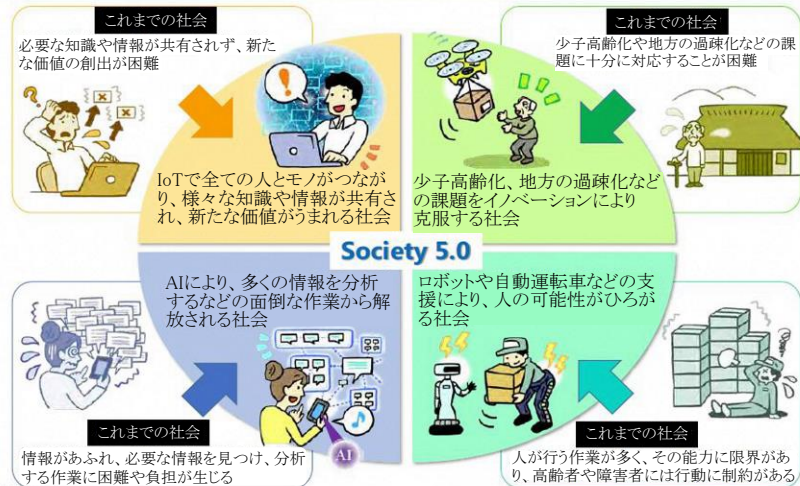 これまでの社会
必要な知識や情報が共有されず、新た
な価値の創出が困難
これまでの社会
少子高齢化や地方の過疎化などの課
題に十分に対応することが困難
IoTで全ての人とモノがつなが
り、様々な知識や情報が共有さ
れ、新たな価値がうまれる社会
少子高齢化、地方の過疎化など
の課題をイノベーションにより
克服する社会
Society 5.0
AIにより、多くの情報を分析
するなどの面倒な作業から解
放される社会
ロボットや自動運転車などの支
援により、人の可能性がひろが
る社会
AI
これまでの社会
情報があふれ、必要な情報を見つけ、分析
する作業に困難や負担が生じる
これまでの社会
人が行う作業が多く、その能力に限界があ
り、高齢者や障害者には行動に制約がある